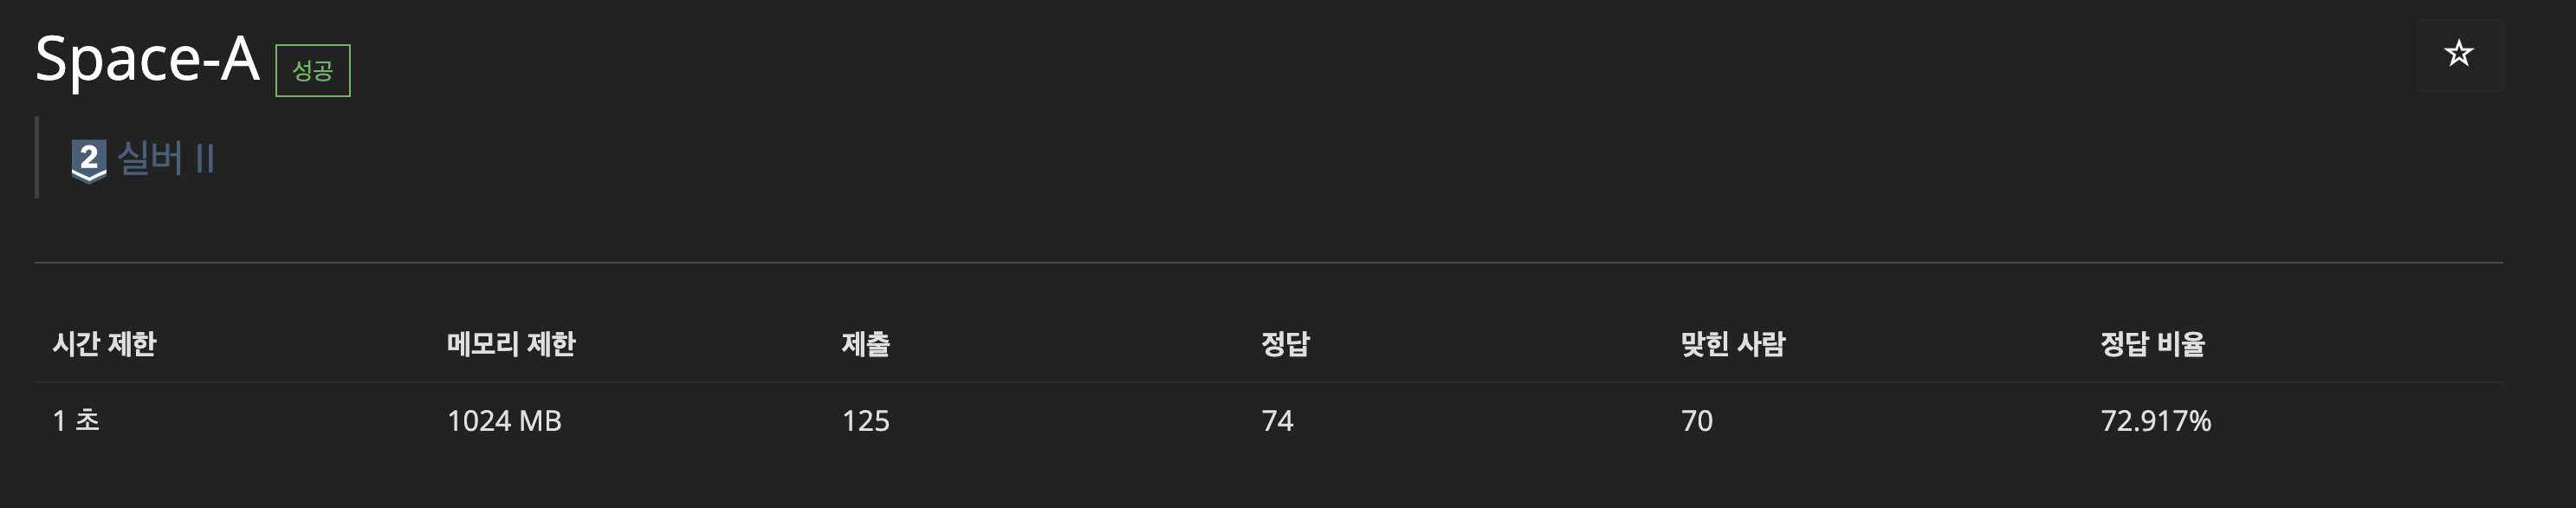 Space-A 성공
2 실버 II
시간 제한 메모리 제한 제출 정답 맞힌 사람 정답 비율
1 초 1024 MB 125 74 70 72.917%